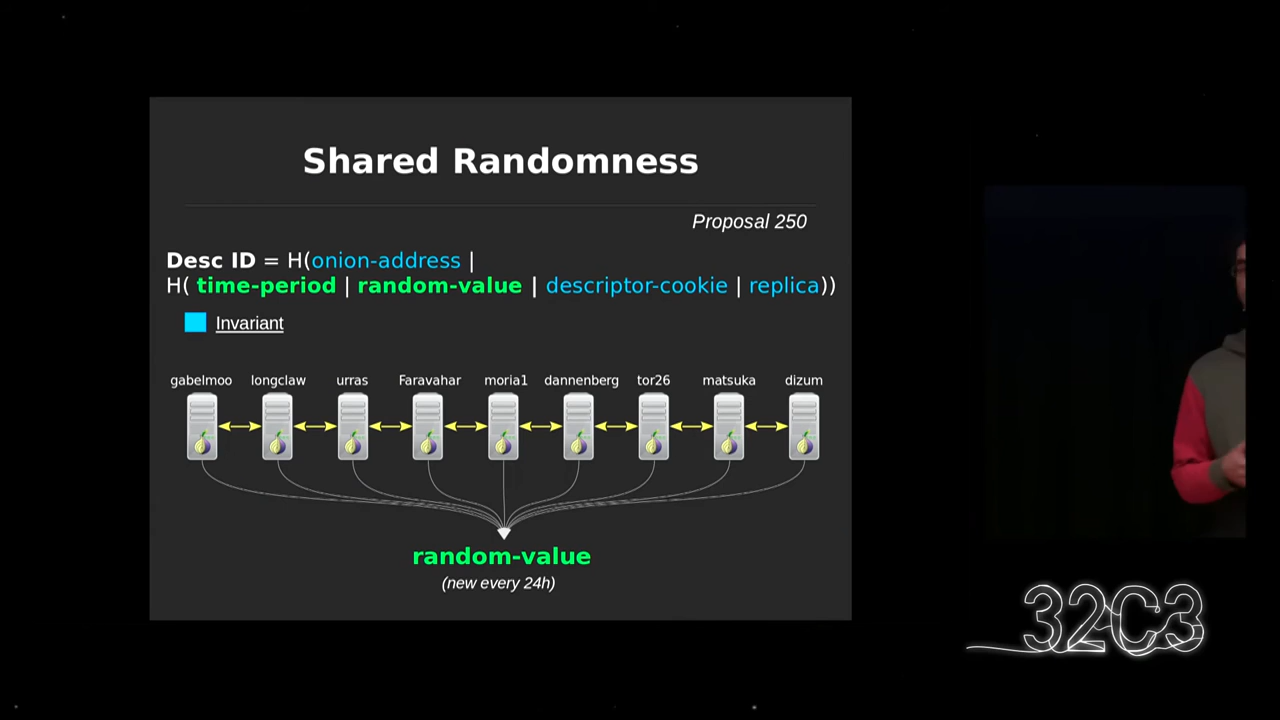 Shared Randomness
Proposal 250
Desc ID = H(onion-address |
H( time-period | random-value | descriptor-cookie | replica))
Invariant
gabelmoo longclaw urras Faravahar moria1 dannenberg tor26 matsuka dizum
random-value
(new every 24h)
32C3